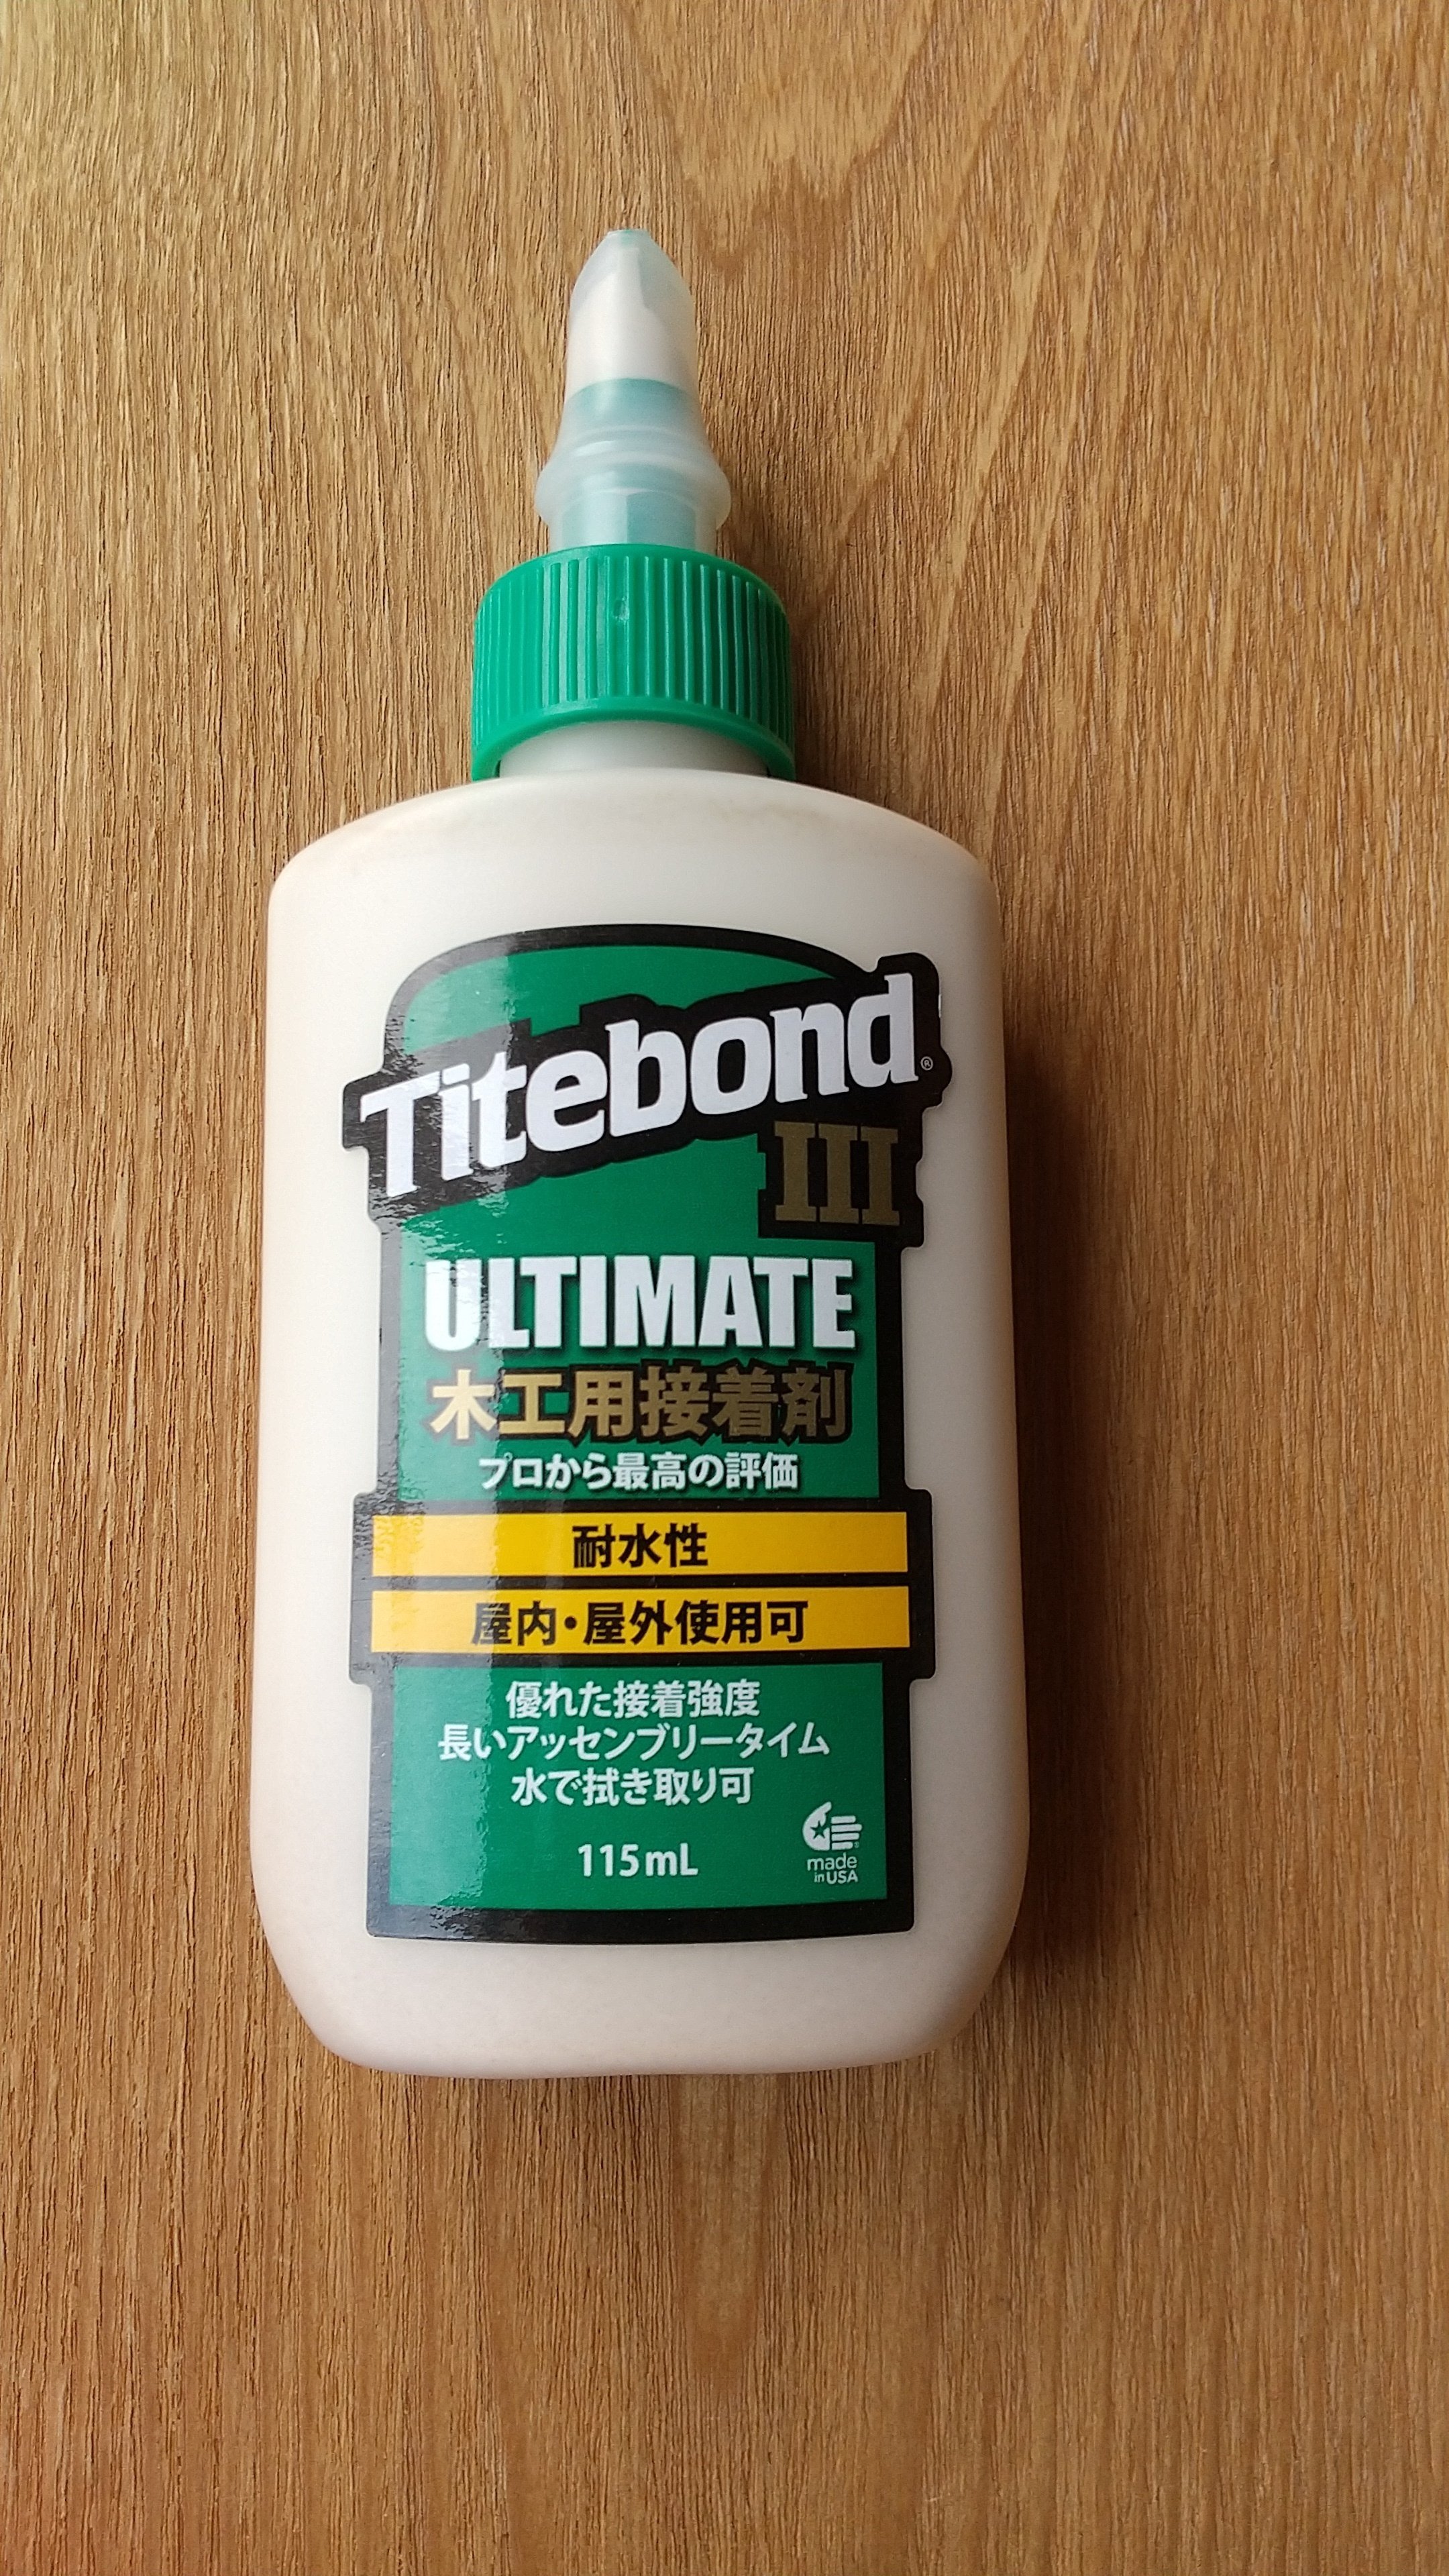 Titebond®
III
ULTIMATE
木工用接着剤
プロから最高の評価
耐水性
屋内・屋外使用可
優れた接着強度
長いアッセンブリータイム
水で拭き取り可
115mL
made
in USA